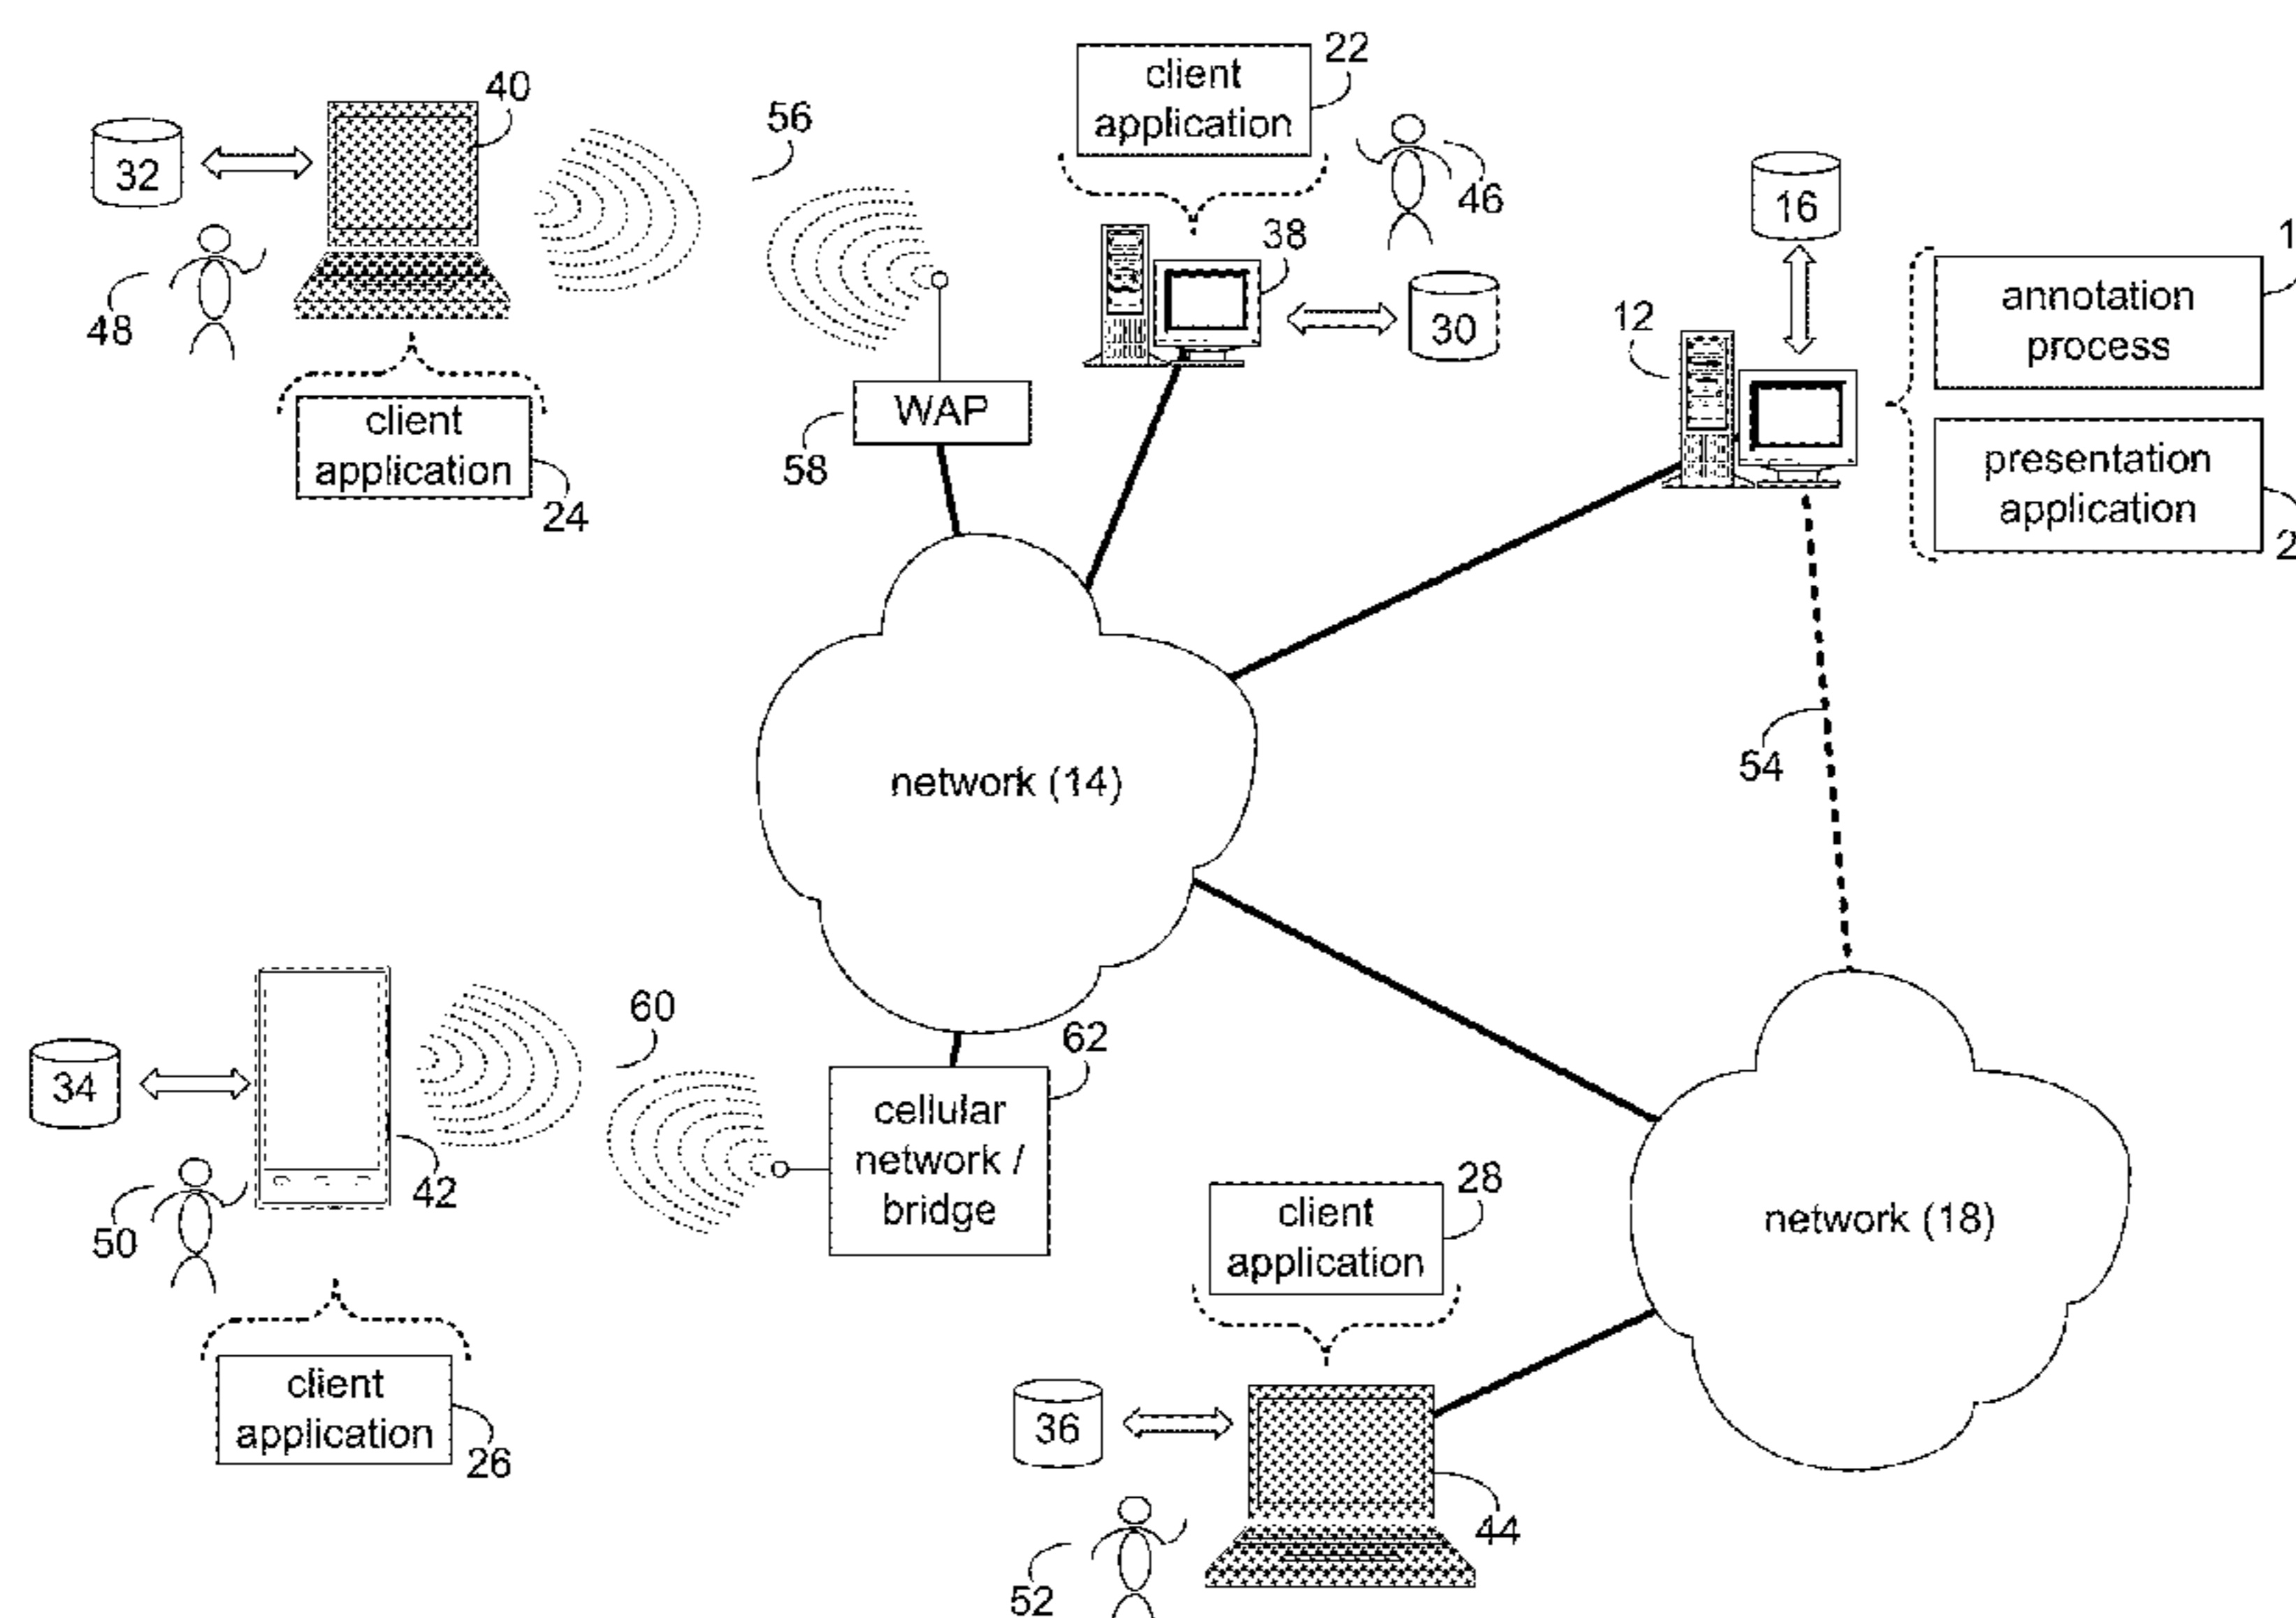 22
client
application
40
56
32
46
16
38
1
annotation
process
48
30
12
client
application
WAP
58
presentation
application
24
2
54
network (14)
60
62
34
cellular
network /
bridge
42
28
client
application
network (18)
50
client
application
26
36
44
52